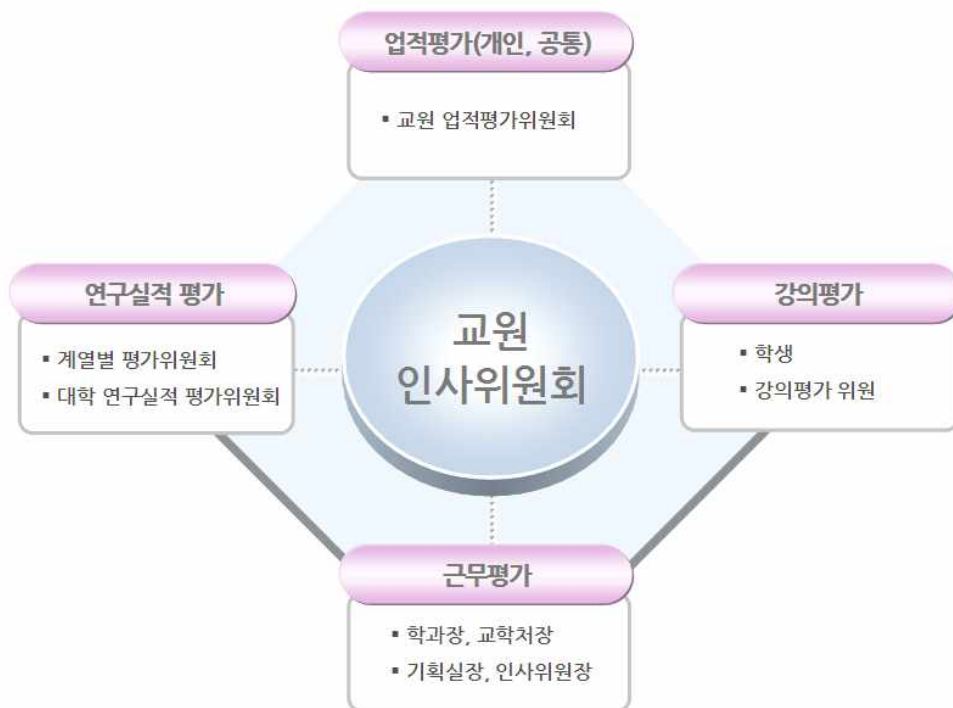 업적평가(개인, 공통)
▪ 교원 업적평가위원회
연구실적 평가
▪ 계열별 평가위원회
▪ 대학 연구실적 평가위원회
교원
인사위원회
강의평가
▪ 학생
▪ 강의평가 위원
근무평가
▪ 학과장, 교학처장
▪ 기획실장, 인사위원장